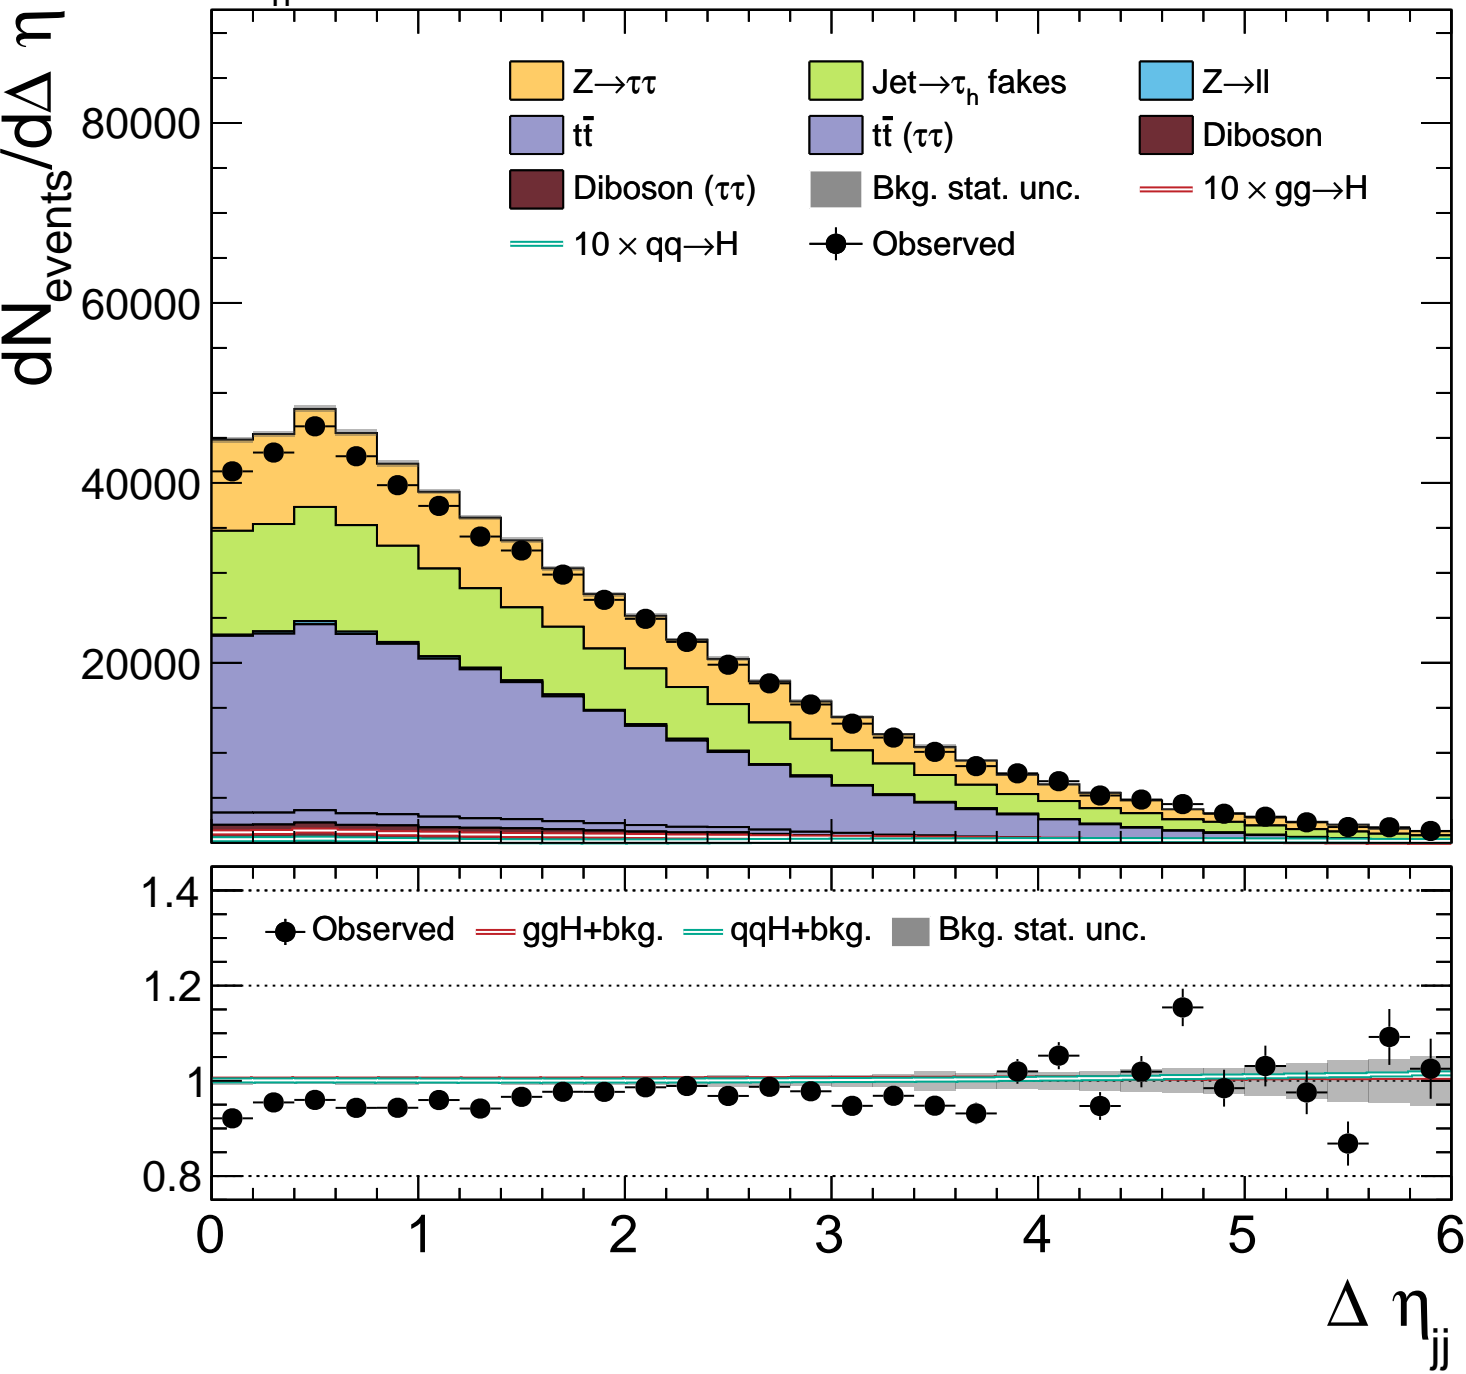 dN_events/dΔ η
80000
60000
40000
20000
Z→ττ
Jet→τ_h fakes
Z→ll
tt̄
tt̄ (ττ)
Diboson
Diboson (ττ)
Bkg. stat. unc.
10 × gg→H
10 × qq→H
Observed
1.4
1.2
1
0.8
Observed
ggH+bkg.
qqH+bkg.
Bkg. stat. unc.
0 1 2 3 4 5 6
Δ η_jj